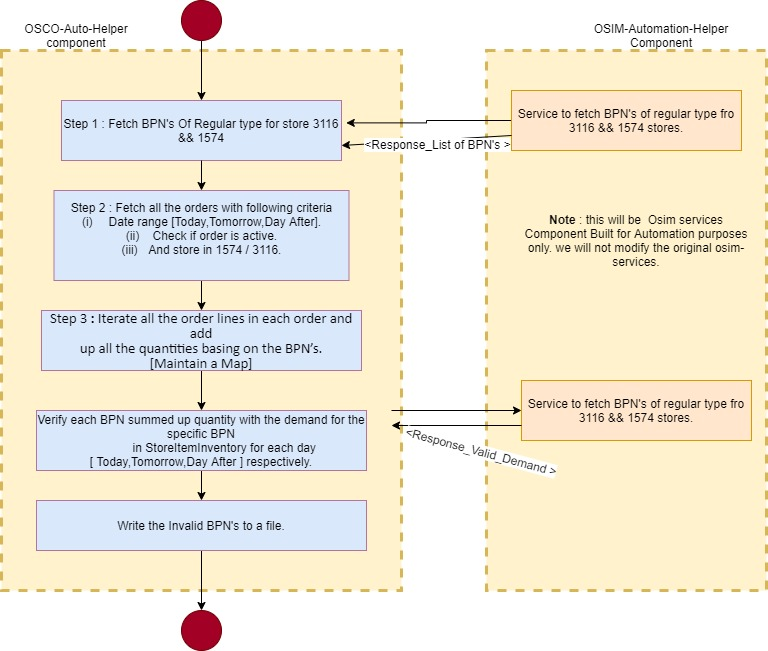 OSCO-Auto-Helper
component
OSIM-Automation-Helper
Component
Step 1 : Fetch BPN's Of Regular type for store 3116
&& 1574
Service to fetch BPN's of regular type fro
3116 && 1574 stores.
<Response_List of BPN's >
Step 2 : Fetch all the orders with following criteria
(i) Date range [Today,Tomorrow,Day After].
(ii) Check if order is active.
(iii) And store in 1574 / 3116.
Note : this will be Osim services
Component Built for Automation purposes
only. we will not modify the original osim-
services.
Step 3 : Iterate all the order lines in each order and
add
up all the quantities basing on the BPN’s.
[Maintain a Map]
Verify each BPN summed up quantity with the demand for the
specific BPN
in StoreItemInventory for each day
[ Today,Tomorrow,Day After ] respectively.
Service to fetch BPN's of regular type fro
3116 && 1574 stores.
<Response_Valid_Demand >
Write the Invalid BPN's to a file.